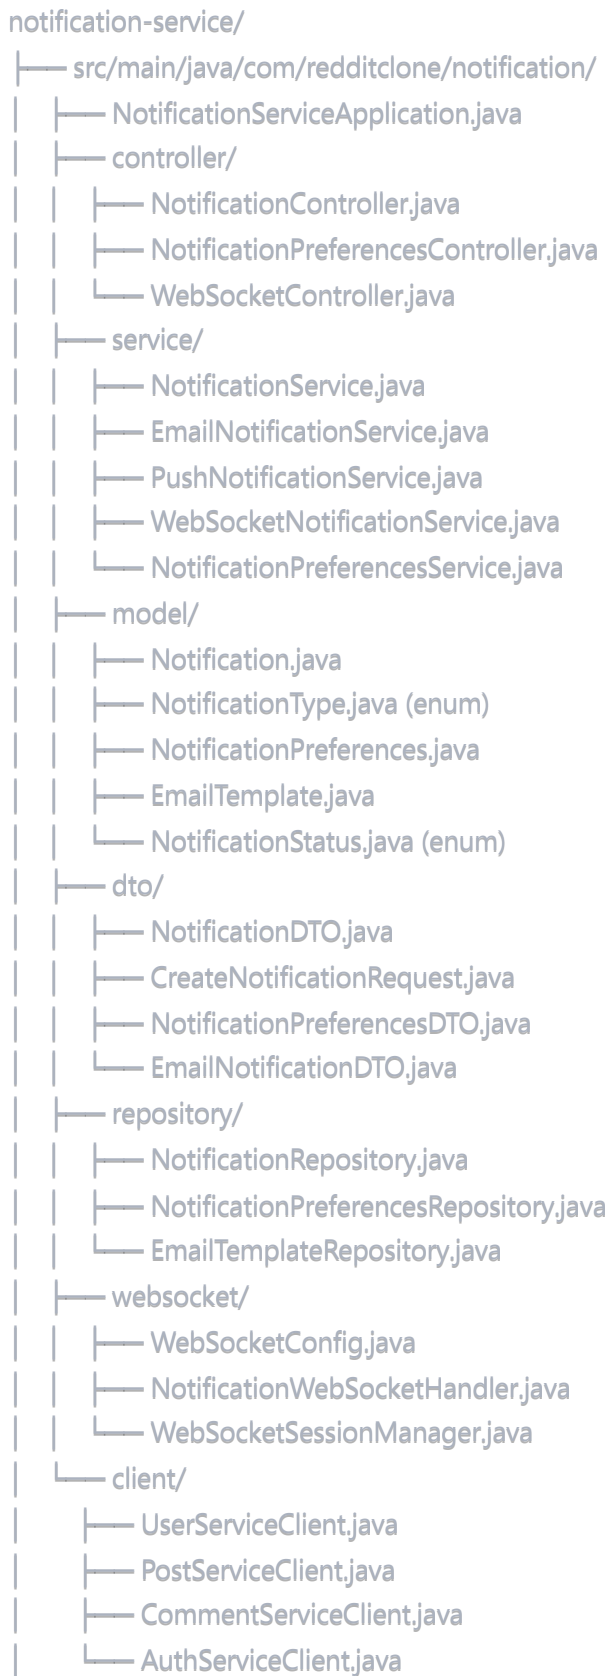 notification-service/
├── src/main/java/com/redditclone/notification/
│   ├── NotificationServiceApplication.java
│   ├── controller/
│   │   ├── NotificationController.java
│   │   ├── NotificationPreferencesController.java
│   │   └── WebSocketController.java
│   ├── service/
│   │   ├── NotificationService.java
│   │   ├── EmailNotificationService.java
│   │   ├── PushNotificationService.java
│   │   ├── WebSocketNotificationService.java
│   │   └── NotificationPreferencesService.java
│   ├── model/
│   │   ├── Notification.java
│   │   ├── NotificationType.java (enum)
│   │   ├── NotificationPreferences.java
│   │   ├── EmailTemplate.java
│   │   └── NotificationStatus.java (enum)
│   ├── dto/
│   │   ├── NotificationDTO.java
│   │   ├── CreateNotificationRequest.java
│   │   ├── NotificationPreferencesDTO.java
│   │   └── EmailNotificationDTO.java
│   ├── repository/
│   │   ├── NotificationRepository.java
│   │   ├── NotificationPreferencesRepository.java
│   │   └── EmailTemplateRepository.java
│   ├── websocket/
│   │   ├── WebSocketConfig.java
│   │   ├── NotificationWebSocketHandler.java
│   │   └── WebSocketSessionManager.java
│   └── client/
│       ├── UserServiceClient.java
│       ├── PostServiceClient.java
│       ├── CommentServiceClient.java
│       └── AuthServiceClient.java